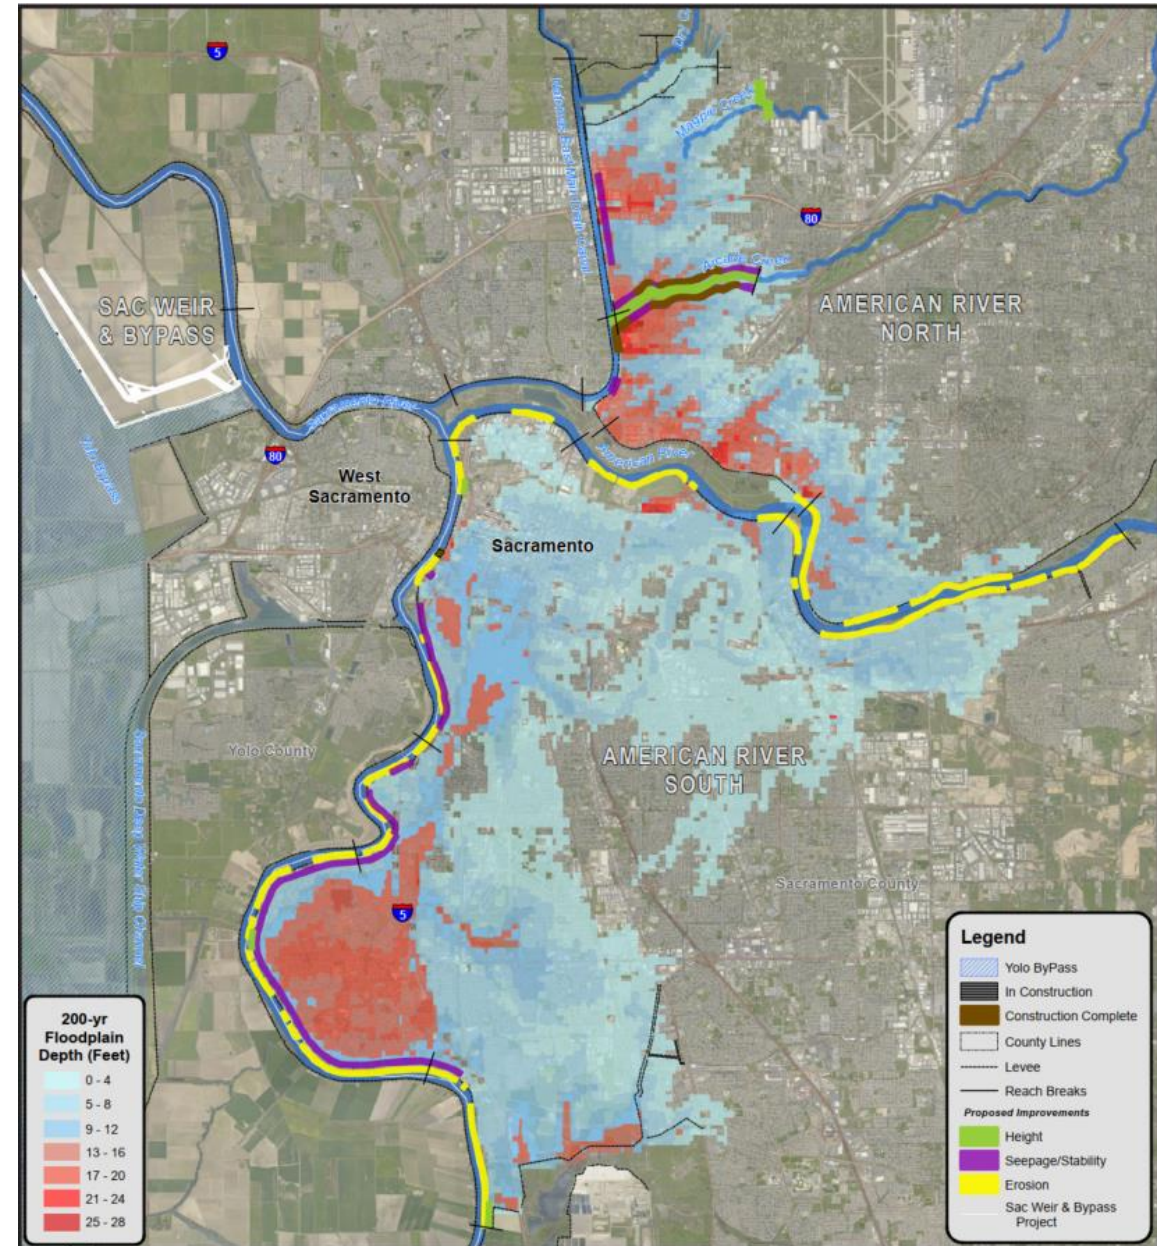 5
Dry C
Natomas East Main Drain Canal
Magpie Creek
80
Arcade Creek
SAC WEIR
& BYPASS
AMERICAN RIVER
NORTH
Sacramento River
Yolo Bypass
80
American River
West
Sacramento
Sacramento
Yolo County
AMERICAN RIVER
SOUTH
Sacramento Deep Water Ship Channel
Sacramento County
5
200-yr
Floodplain
Depth (Feet)
0 - 4
5 - 8
9 - 12
13 - 16
17 - 20
21 - 24
25 - 28
Legend
Yolo ByPass
In Construction
Construction Complete
County Lines
Levee
Reach Breaks
Proposed Improvements
Height
Seepage/Stability
Erosion
Sac Weir & Bypass
Project